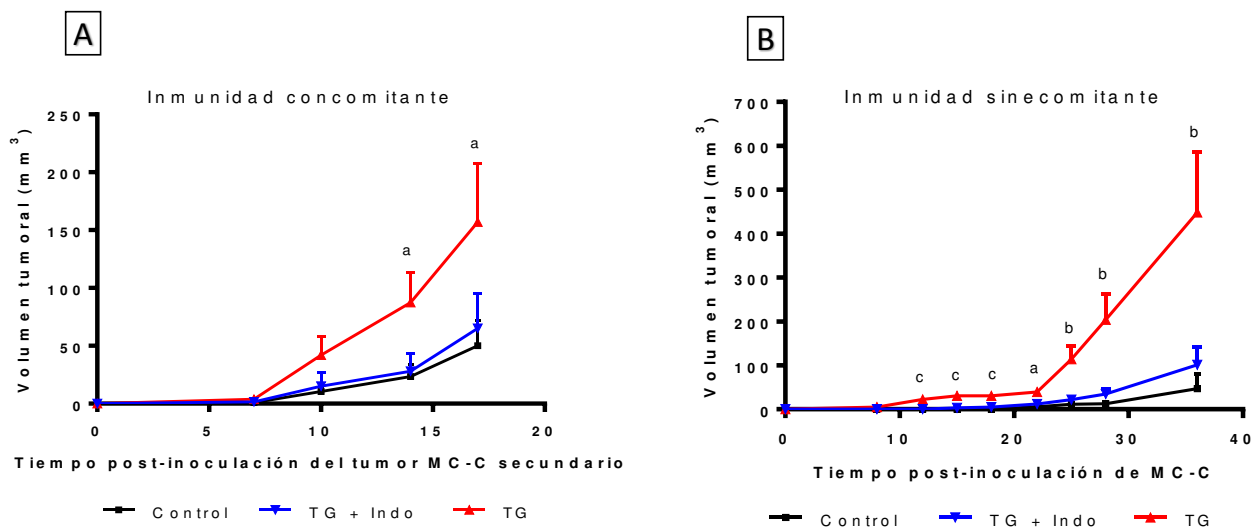 A
Inmunidad concomitante
Volumen tumoral (mm³)
250
200
150
100
50
0
a
a
0 5 10 15 20
Tiempo post-inoculación del tumor MC-C secundario
Control TG + Indo TG
B
Inmunidad sinecomitante
Volumen tumoral (mm³)
700
600
500
400
300
200
100
0
c c c a b b b
0 10 20 30 40
Tiempo post-inoculación de MC-C
Control TG + Indo TG